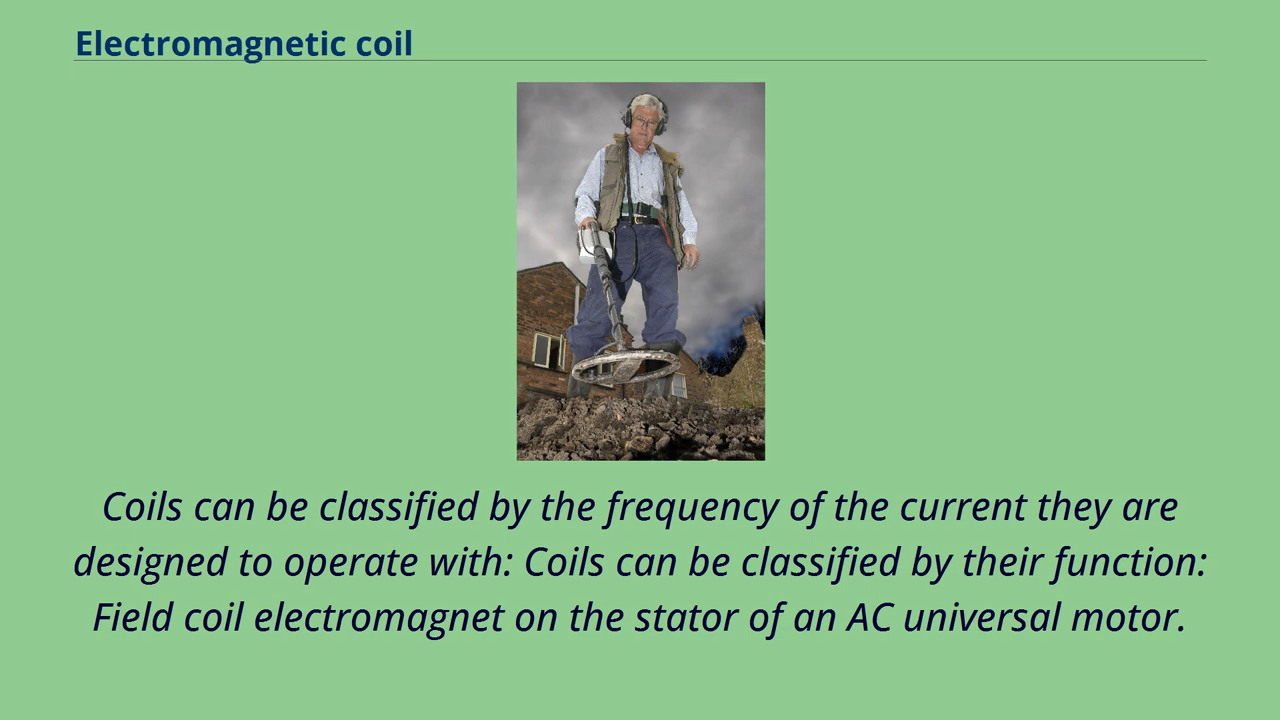 Electromagnetic coil
Coils can be classified by the frequency of the current they are
designed to operate with: Coils can be classified by their function:
Field coil electromagnet on the stator of an AC universal motor.